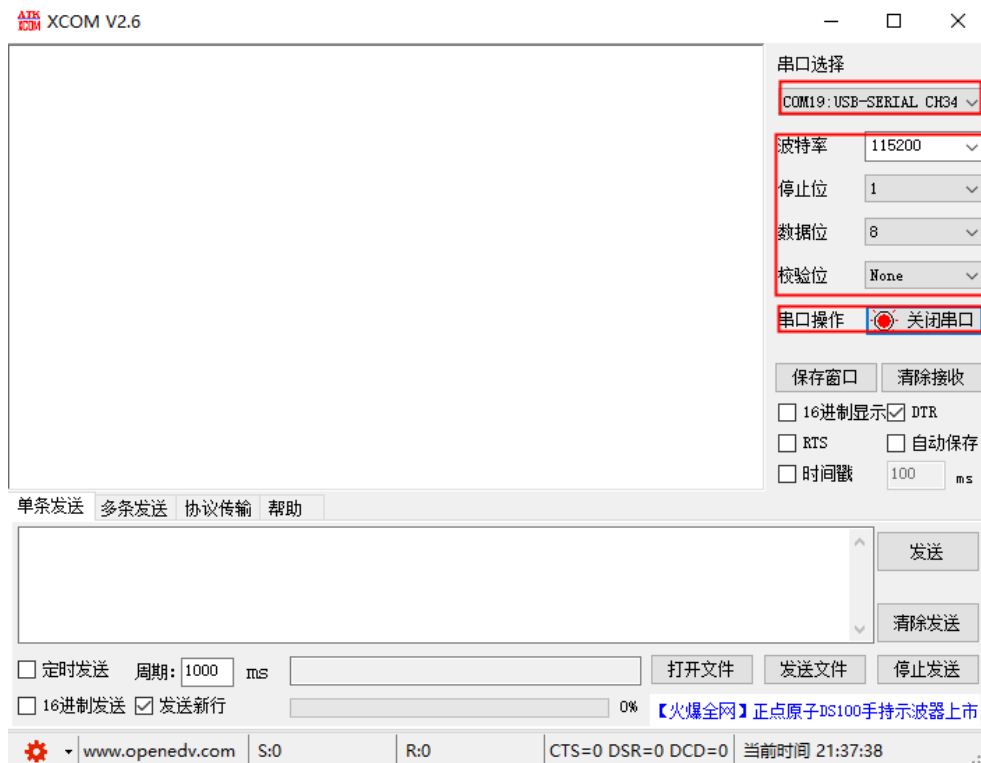 ATK XCOM XCOM V2.6
串口选择
COM19:USB-SERIAL CH34
波特率 115200
停止位 1
数据位 8
校验位 None
串口操作 关闭串口
保存窗口 清除接收
16进制显示 DTR
RTS 自动保存
时间戳 100 ms
单条发送 多条发送 协议传输 帮助
发送
清除发送
定时发送 周期: 1000 ms 打开文件 发送文件 停止发送
16进制发送 发送新行 0% 【火爆全网】正点原子DS100手持示波器上市
www.openedv.com S:0 R:0 CTS=0 DSR=0 DCD=0 当前时间 21:37:38